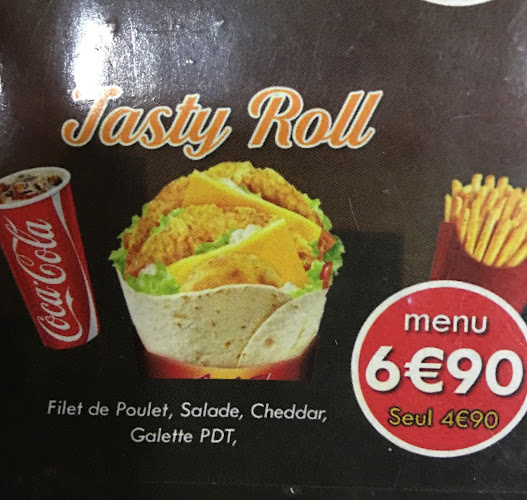 Tasty Roll
Coca-Cola
Filet de Poulet, Salade, Cheddar,
Galette PDT,
menu
6€90
Seul 4€90